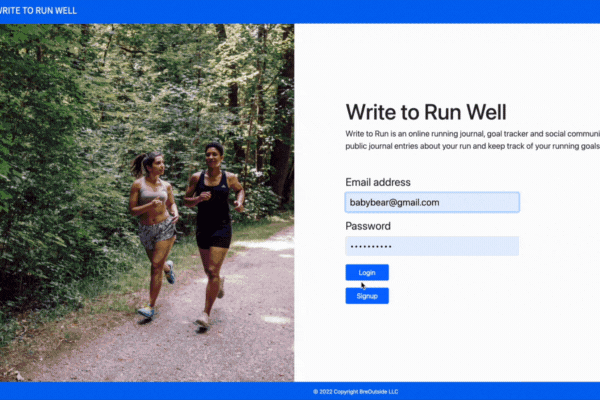 WRITE TO RUN WELL
Write to Run Well
Write to Run is an online running journal, goal tracker and social
public journal entries about your run and keep track of your running goals
Email address
babybear@gmail.com
Password
••••••••••
Login
Signup
© 2022 Copyright BreOutside LLC